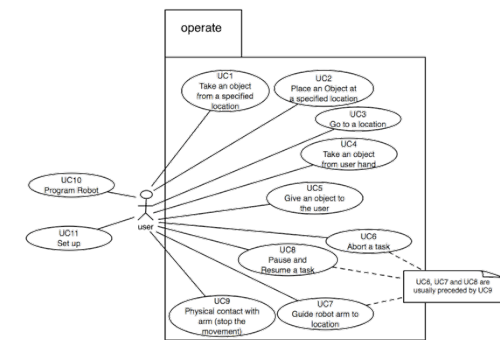 operate
UC1
Take an object
from a specified
location
UC2
Place an Object at
a specified location
UC3
Go to a location
UC4
Take an object
from user hand
UC10
Program Robot
UC5
Give an object to
the user
user
UC11
Set up
UC6
Abort a task
UC8
Pause and
Resume a task
UC6, UC7 and UC8 are
usually preceded by UC9
UC9
Physical contact with
arm (stop the
movement)
UC7
Guide robot arm to
location